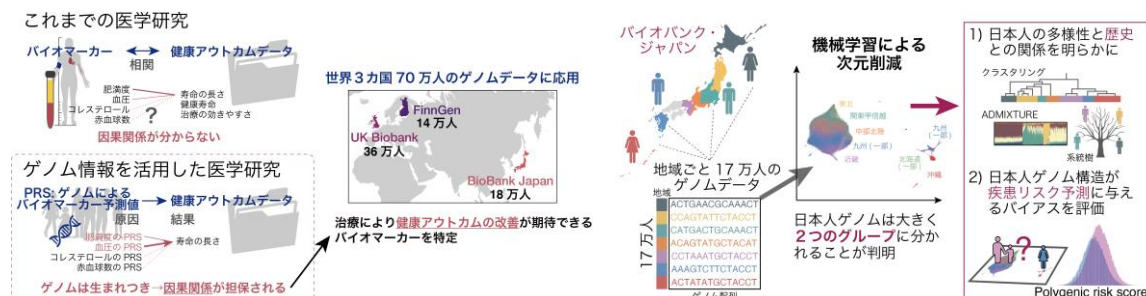 これまでの医学研究
バイオマーカー
健康アウトカムデータ
相関
肥満度
血圧
コレステロール
赤血球数
?
寿命の長さ
健康寿命
治療の効きやすさ
因果関係が分からない
ゲノム情報を活用した医学研究
PRS: ゲノムによる
バイオマーカー予測値
健康アウトカムデータ
原因
結果
肥満度の PRS
血圧の PRS
コレステロールの PRS
赤血球数の PRS
寿命の長さ
ゲノムは生まれつき→因果関係が担保される
世界3カ国 70 万人のゲノムデータに応用
FinnGen
14 万人
UK Biobank
36 万人
BioBank Japan
18 万人
治療により健康アウトカムの改善が期待できる
バイオマーカーを特定
バイオバンク・
ジャパン
地域ごと 17 万人の
ゲノムデータ
地域
17 万人
ACTGAACGCAAACT
CCAGTATTCTACCT
CATGACTGCAAACT
ACAGTATGCTACAT
CCTAAATGCTACCT
AAAGTCTTCTACCT
ACTATATGCTACCT
ゲノム配列
機械学習による
次元削減
東北
関東甲信越
中部北陸
九州 (一部)
近畿
九州
(一部)
北海道
(一部)
沖縄
日本人ゲノムは大きく
2つのグループに分か
れることが判明
1) 日本人の多様性と歴史
との関係を明らかに
クラスタリング
ADMIXTURE
系統樹
2) 日本人ゲノム構造が
疾患リスク予測に与え
るバイアスを評価
?
Polygenic risk score